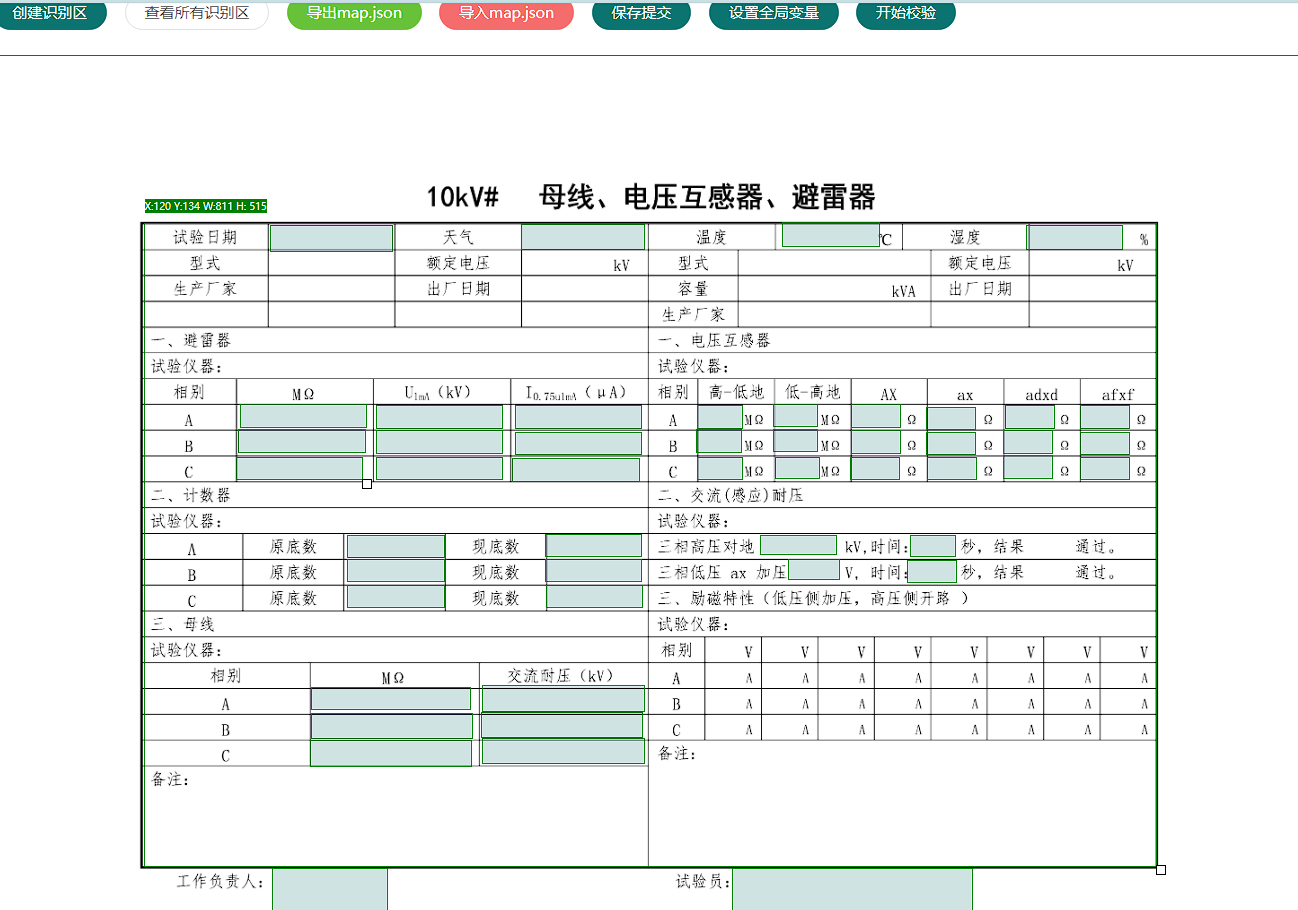 创建识别区 查看所有识别区 导出map.json 导入map.json 保存提交 设置全局变量 开始校验
10kV# 母线、电压互感器、避雷器
X:120 Y:134 W:811 H: 515
试验日期 天气 温度 ℃ 湿度 %
型式 额定电压 kV 型式 额定电压 kV
生产厂家 出厂日期 容量 kVA 出厂日期
生产厂家
一、避雷器 一、电压互感器
试验仪器: 试验仪器:
相别 MΩ U1mA (kV) I0.75u1mA (μA) 相别 高-低地 低-高地 AX ax adxd afxf
A A MΩ MΩ Ω Ω Ω Ω
B B MΩ MΩ Ω Ω Ω Ω
C C MΩ MΩ Ω Ω Ω Ω
二、计数器 二、交流(感应)耐压
试验仪器: 试验仪器:
A 原底数 现底数 三相高压对地 kV,时间: 秒, 结果 通过。
B 原底数 现底数 三相低压 ax 加压 V, 时间: 秒, 结果 通过。
C 原底数 现底数 三、励磁特性(低压侧加压, 高压侧开路 )
三、母线 试验仪器:
试验仪器: 相别 V V V V V V V V
相别 MΩ 交流耐压 (kV) A A A A A A A A A
A B A A A A A A A A
B C A A A A A A A A
C 备注:
备注:
工作负责人: 试验员: